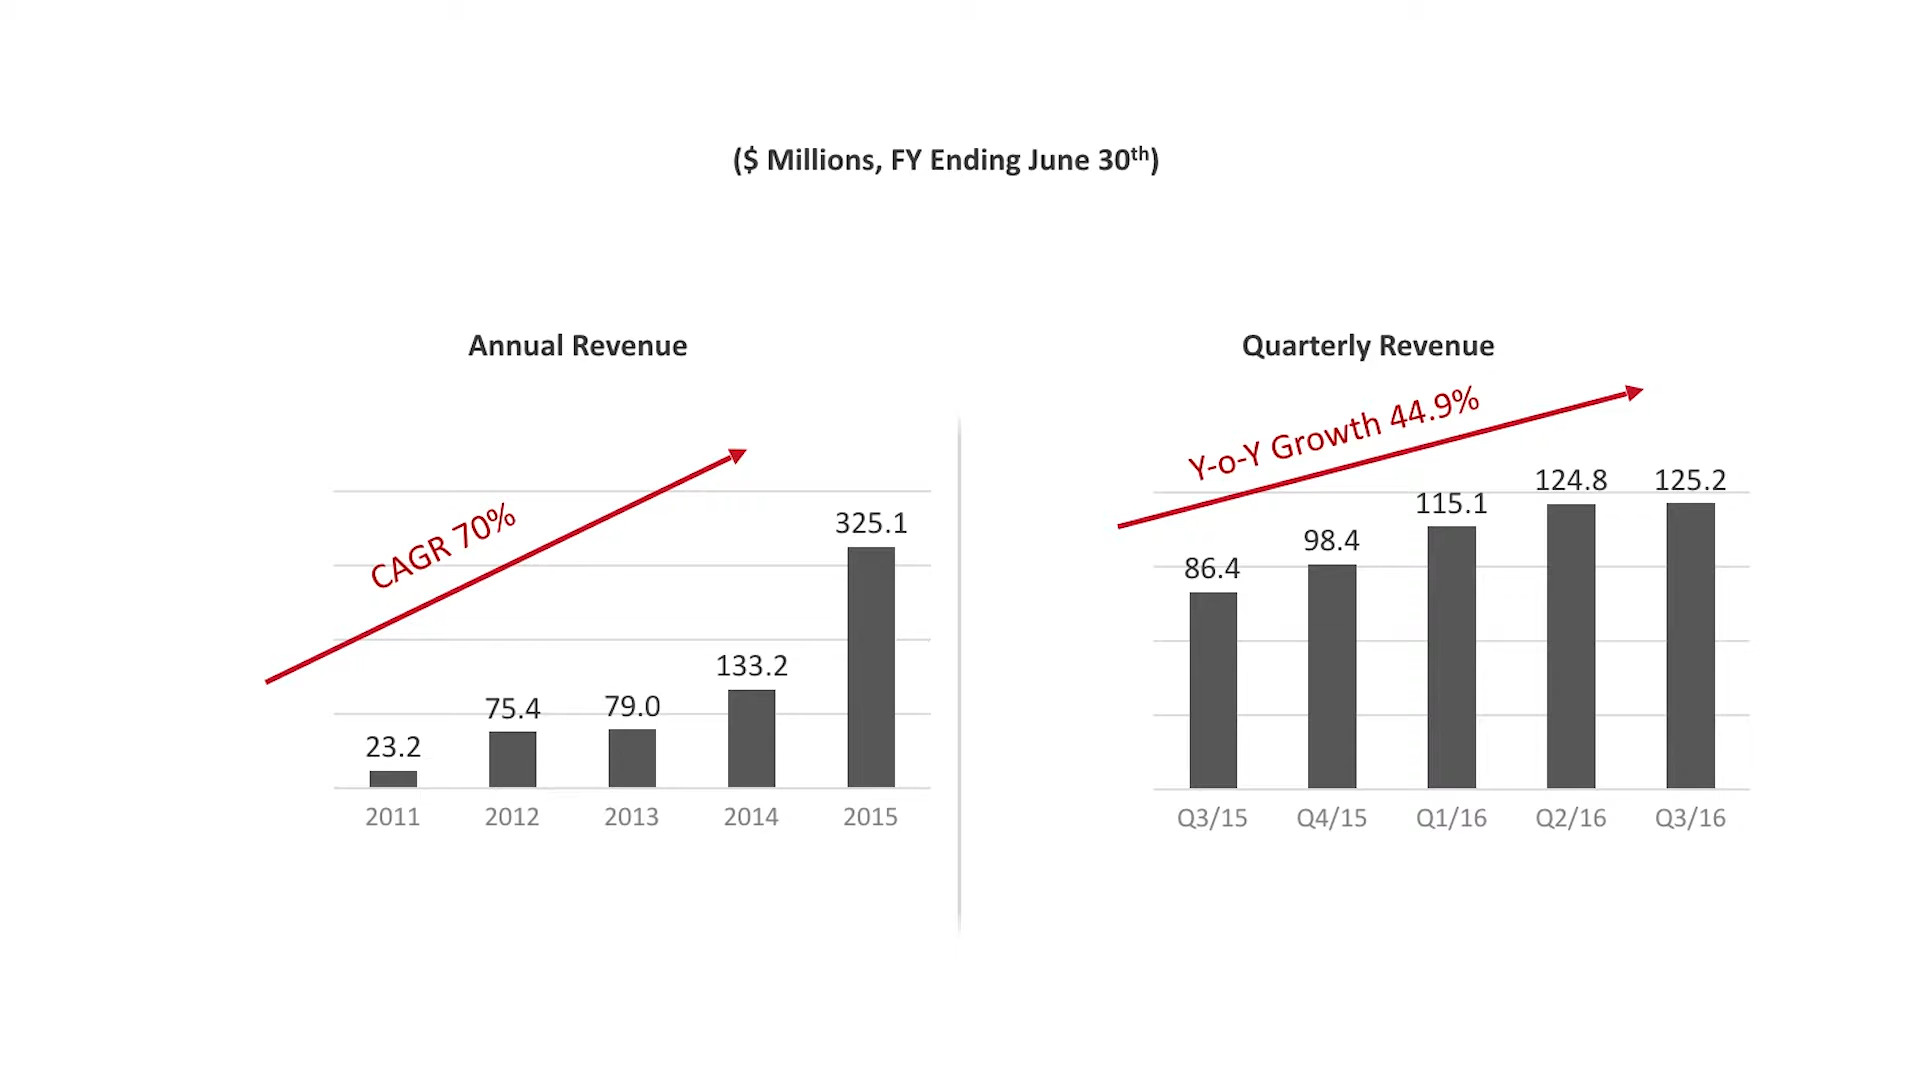 ($ Millions, FY Ending June 30th)
Annual Revenue
CAGR 70%
23.2
75.4
79.0
133.2
325.1
2011 2012 2013 2014 2015
Quarterly Revenue
Y-o-Y Growth 44.9%
86.4
98.4
115.1
124.8
125.2
Q3/15 Q4/15 Q1/16 Q2/16 Q3/16